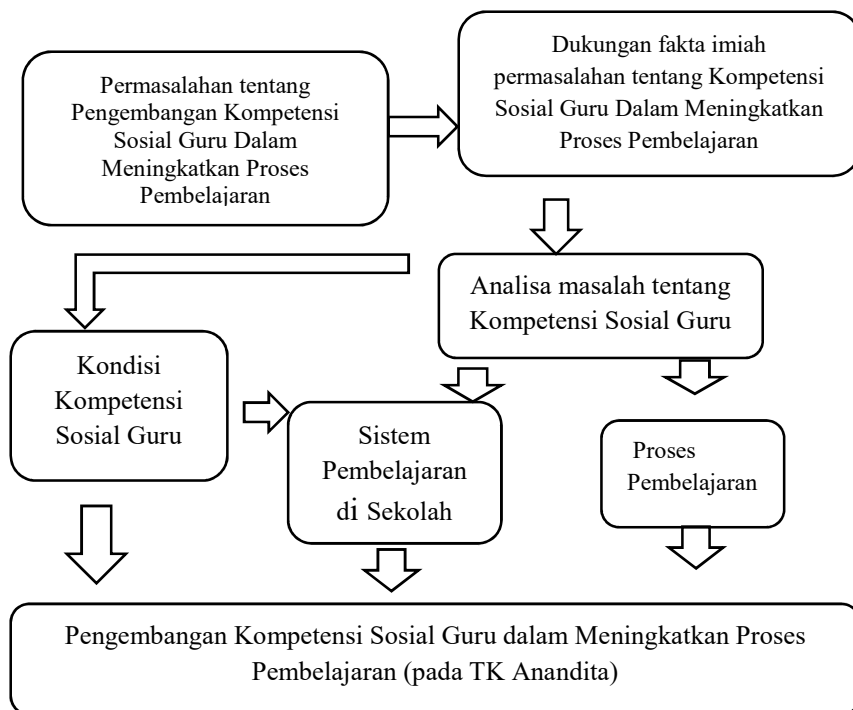 Permasalahan tentang
Pengembangan Kompetensi
Sosial Guru Dalam
Meningkatkan Proses
Pembelajaran
Dukungan fakta imiah
permasalahan tentang Kompetensi
Sosial Guru Dalam Meningkatkan
Proses Pembelajaran
Analisa masalah tentang
Kompetensi Sosial Guru
Kondisi
Kompetensi
Sosial Guru
Sistem
Pembelajaran
di Sekolah
Proses
Pembelajaran
Pengembangan Kompetensi Sosial Guru dalam Meningkatkan Proses
Pembelajaran (pada TK Anandita)